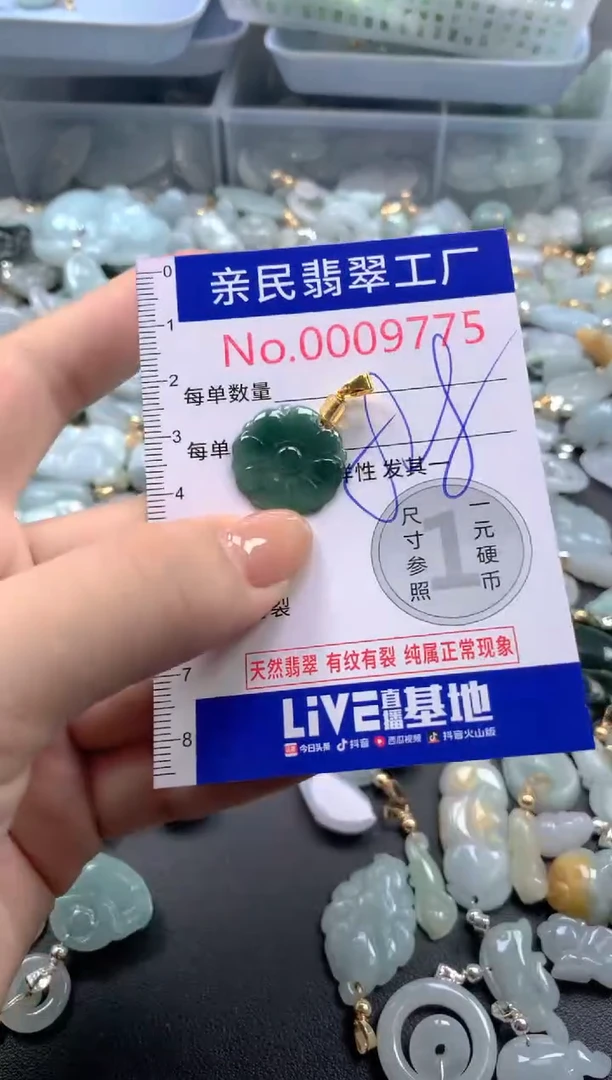 0
亲民翡翠工厂
1
No.0009775
2
每单数量
3
每单
样性 发其一
4
尺寸参照
1
一元硬币
裂
天然翡翠 有纹有裂 纯属正常现象
7
LiVE直播基地
8
今日头条 抖音 西瓜视频 抖音火山版